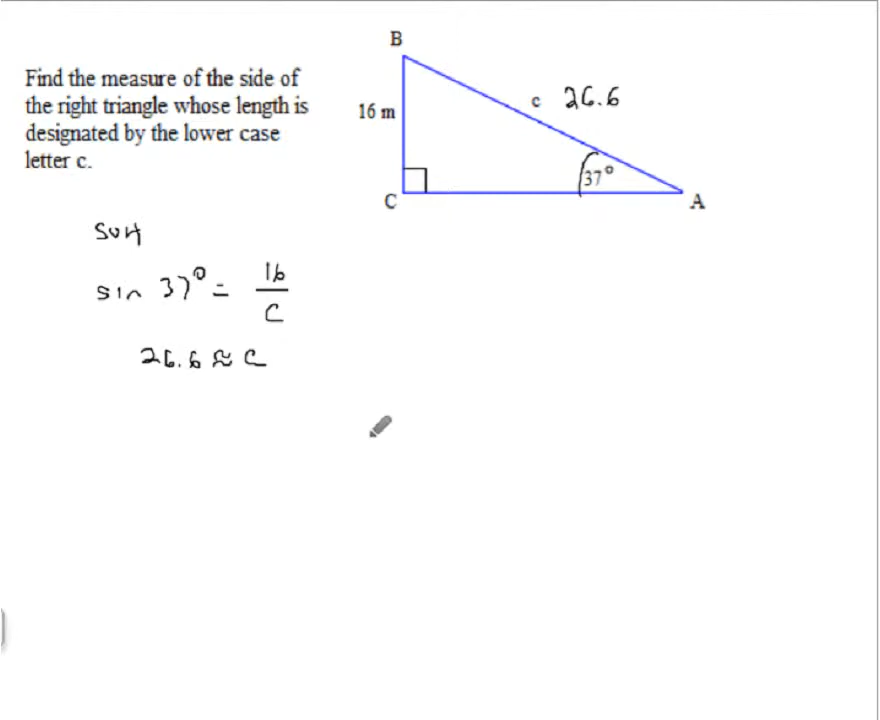 Find the measure of the side of
the right triangle whose length is
designated by the lower case
letter c.
B
16 m
c 26.6
37°
C
A
SOH
sin 37° = 16/c
26.6 ≈ c